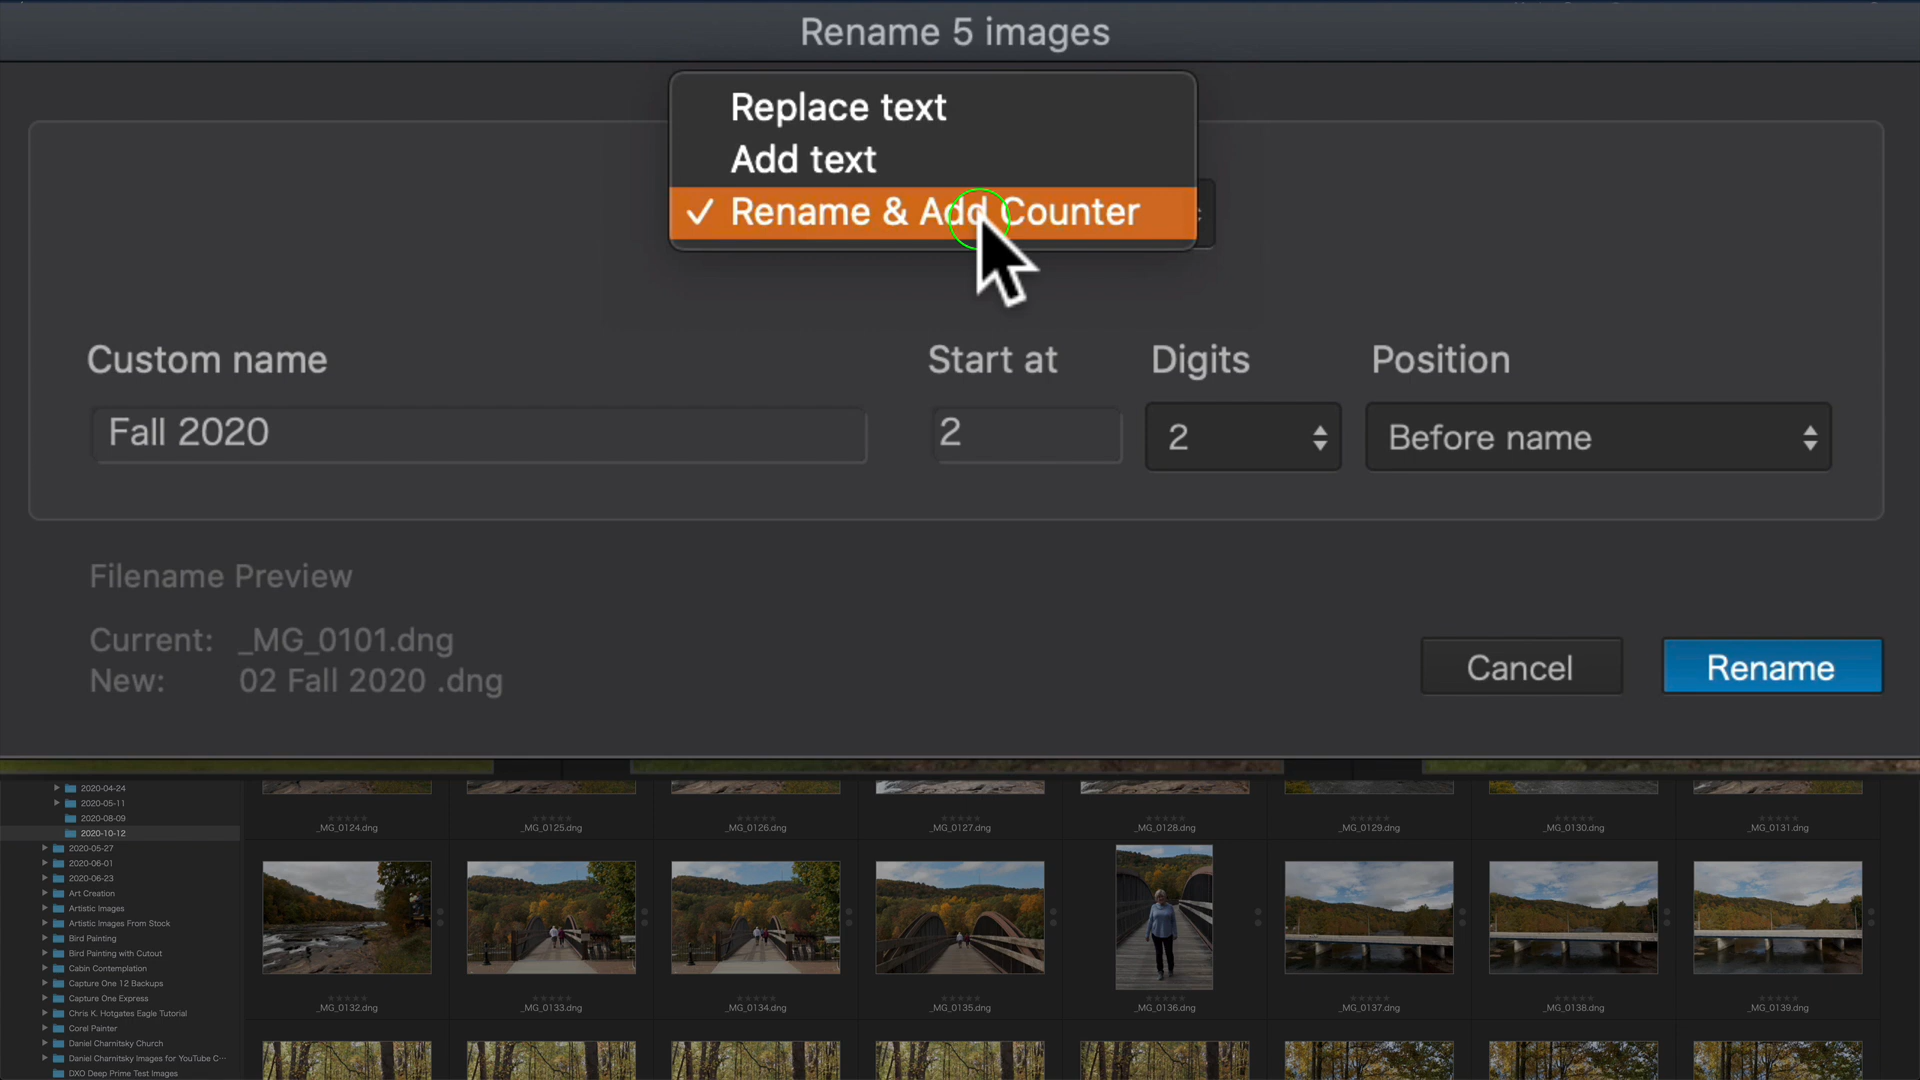 Rename 5 images
Replace text
Add text
✓ Rename & Add Counter
Custom name
Start at
Digits
Position
Fall 2020
2
2
Before name
Filename Preview
Current: _MG_0101.dng
New: 02 Fall 2020 .dng
Cancel
Rename
2020-04-24
2020-05-11
2020-08-09
2020-10-12
2020-05-27
2020-06-01
2020-06-23
Art Creation
Artistic Images
Artistic Images From Stock
Bird Painting
Bird Painting with Cutout
Cabin Contemplation
Capture One 12 Backups
Capture One Express
Chris K. Hotgates Eagle Tutorial
Corel Painter
Daniel Charnitsky Church
Daniel Charnitsky Images for YouTube C···
DXO Deep Prime Test Images
_MG_0124.dng
_MG_0125.dng
_MG_0126.dng
_MG_0127.dng
_MG_0128.dng
_MG_0129.dng
_MG_0130.dng
_MG_0131.dng
_MG_0132.dng
_MG_0133.dng
_MG_0134.dng
_MG_0135.dng
_MG_0136.dng
_MG_0137.dng
_MG_0138.dng
_MG_0139.dng